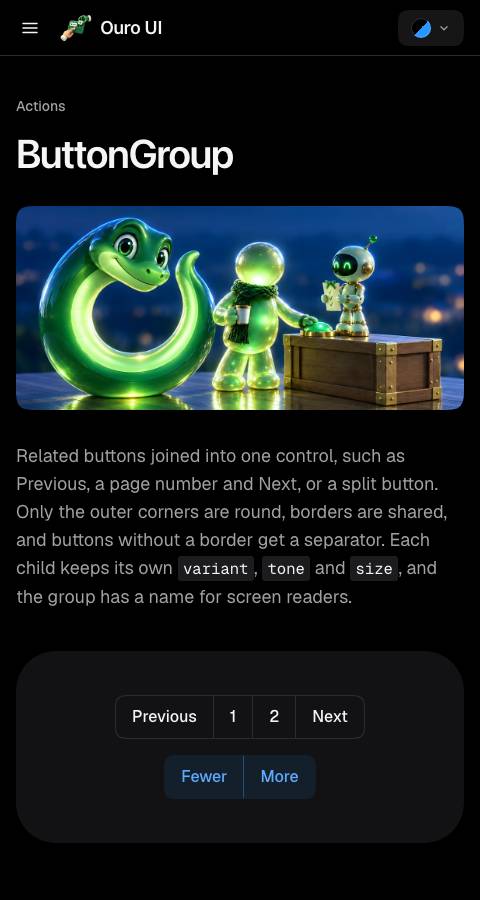 Ouro UI
Actions
ButtonGroup
Related buttons joined into one control, such as
Previous, a page number and Next, or a split button.
Only the outer corners are round, borders are shared,
and buttons without a border get a separator. Each
child keeps its own variant, tone and size, and
the group has a name for screen readers.
Previous 1 2 Next
Fewer More